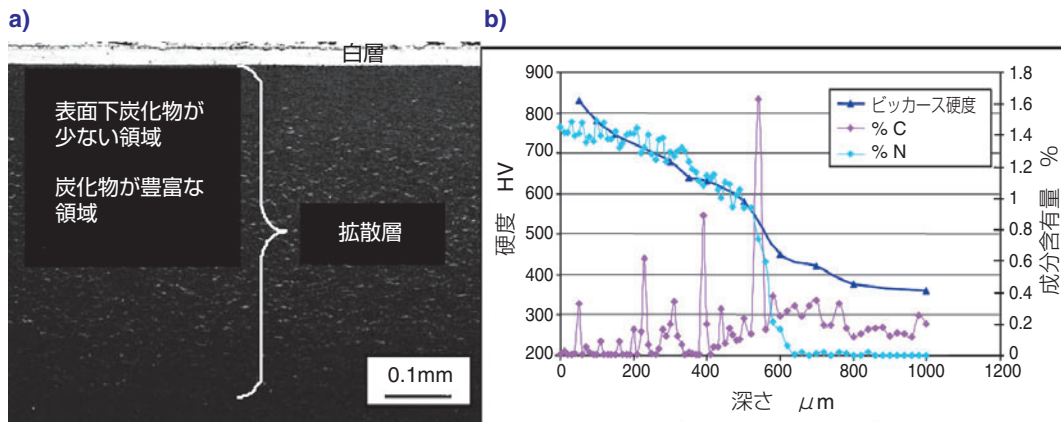 a)
白層
表面下炭化物が
少ない領域
炭化物が豊富な
領域
拡散層
0.1mm
b)
900
800
700
600
500
400
300
200
硬度 HV
1.8
1.6
1.4
1.2
1
0.8
0.6
0.4
0.2
0
成分含有量 %
ビッカース硬度
% C
% N
0
200
400
600
800
1000
1200
深さ μm